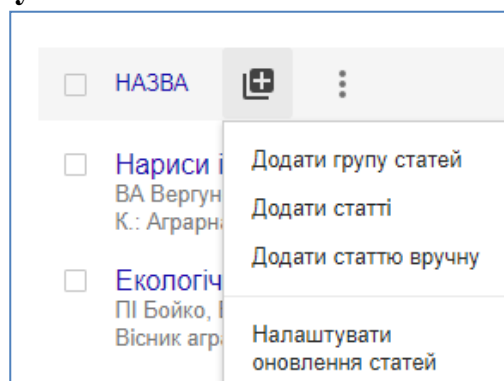 НАЗВА
Нариси і
ВА Вергун
К.: Аграрн
Екологіч
ПІ Бойко,
Вісник агр
Додати групу статей
Додати статті
Додати статтю вручну
Налаштувати
оновлення статей